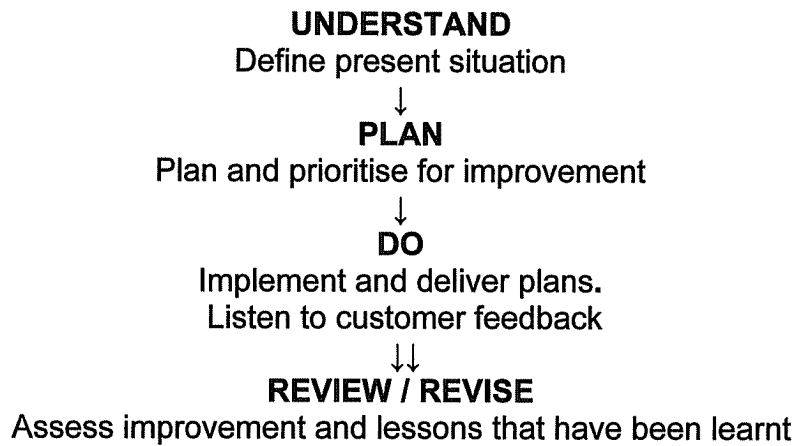 UNDERSTAND
Define present situation
↓
PLAN
Plan and prioritise for improvement
↓
DO
Implement and deliver plans.
Listen to customer feedback
↓↓
REVIEW / REVISE
Assess improvement and lessons that have been learnt